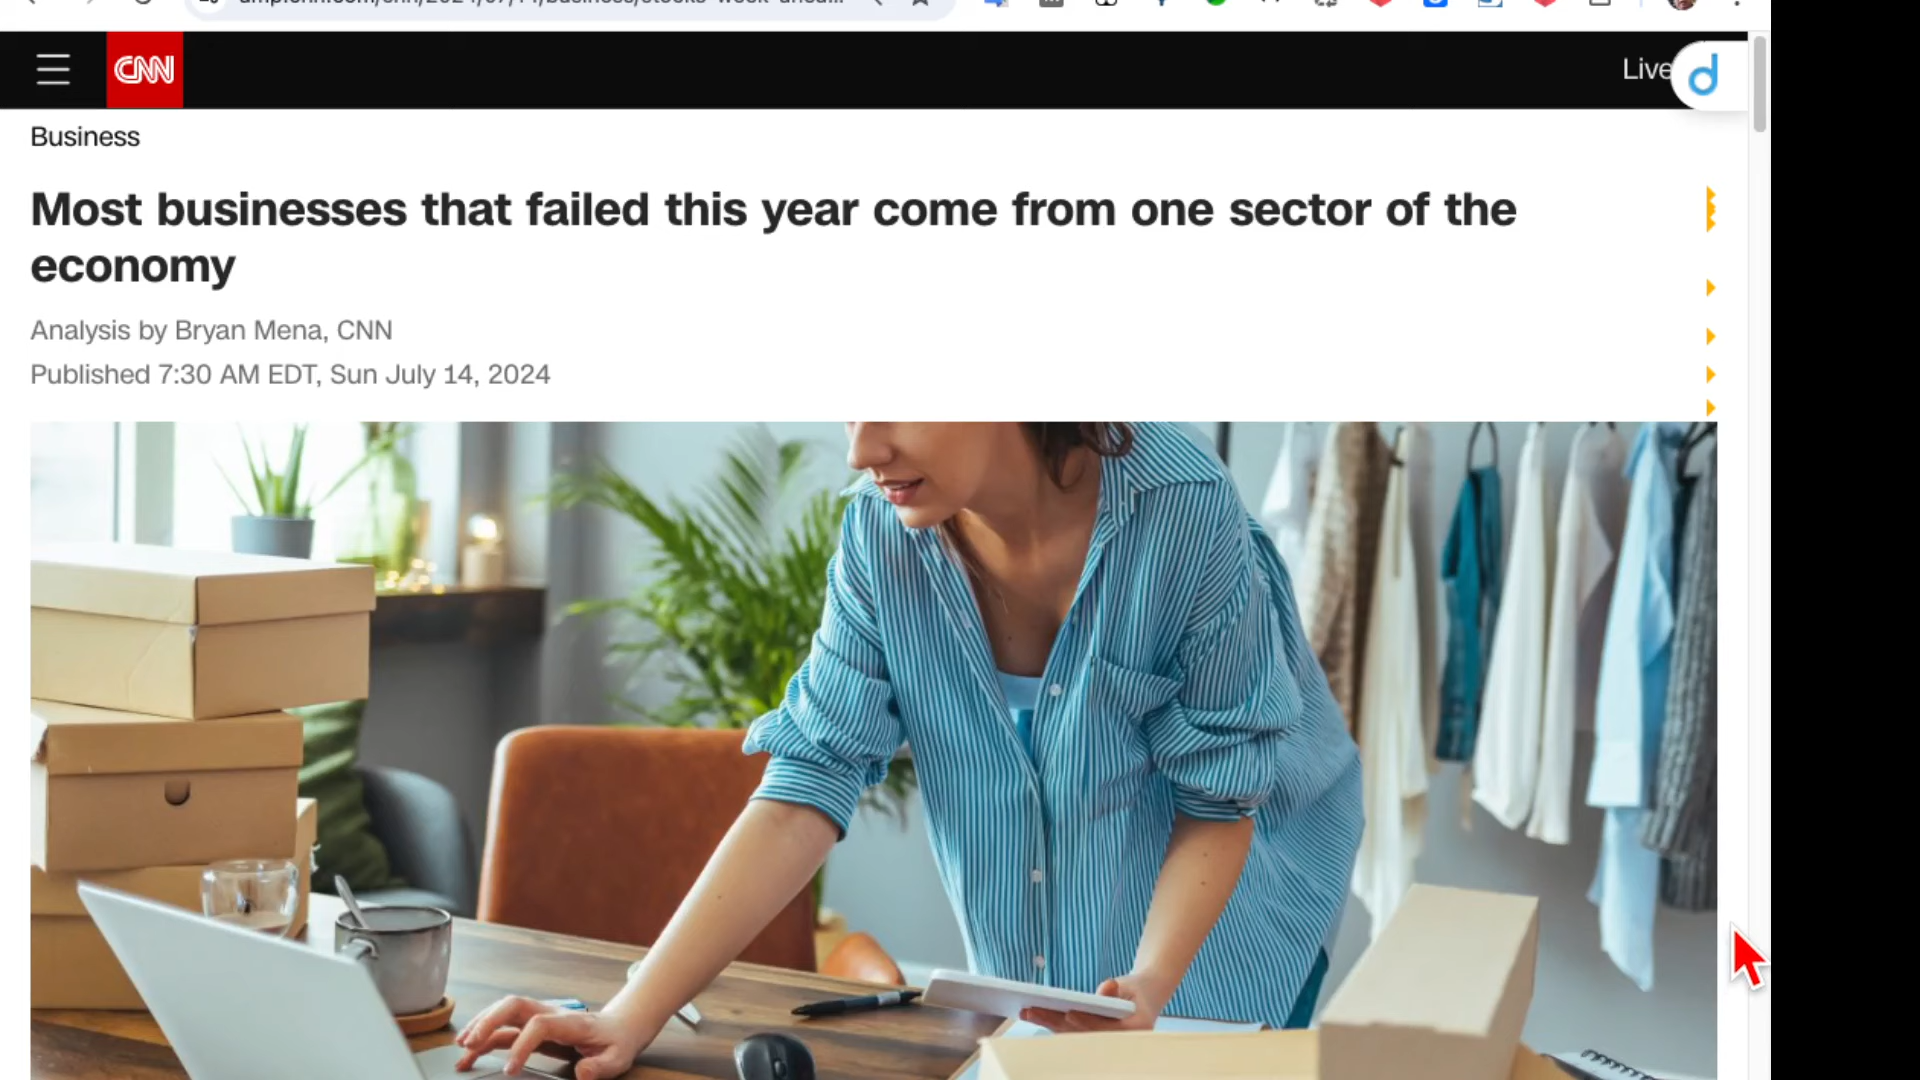 CNN
Live
Business
Most businesses that failed this year come from one sector of the
economy
Analysis by Bryan Mena, CNN
Published 7:30 AM EDT, Sun July 14, 2024